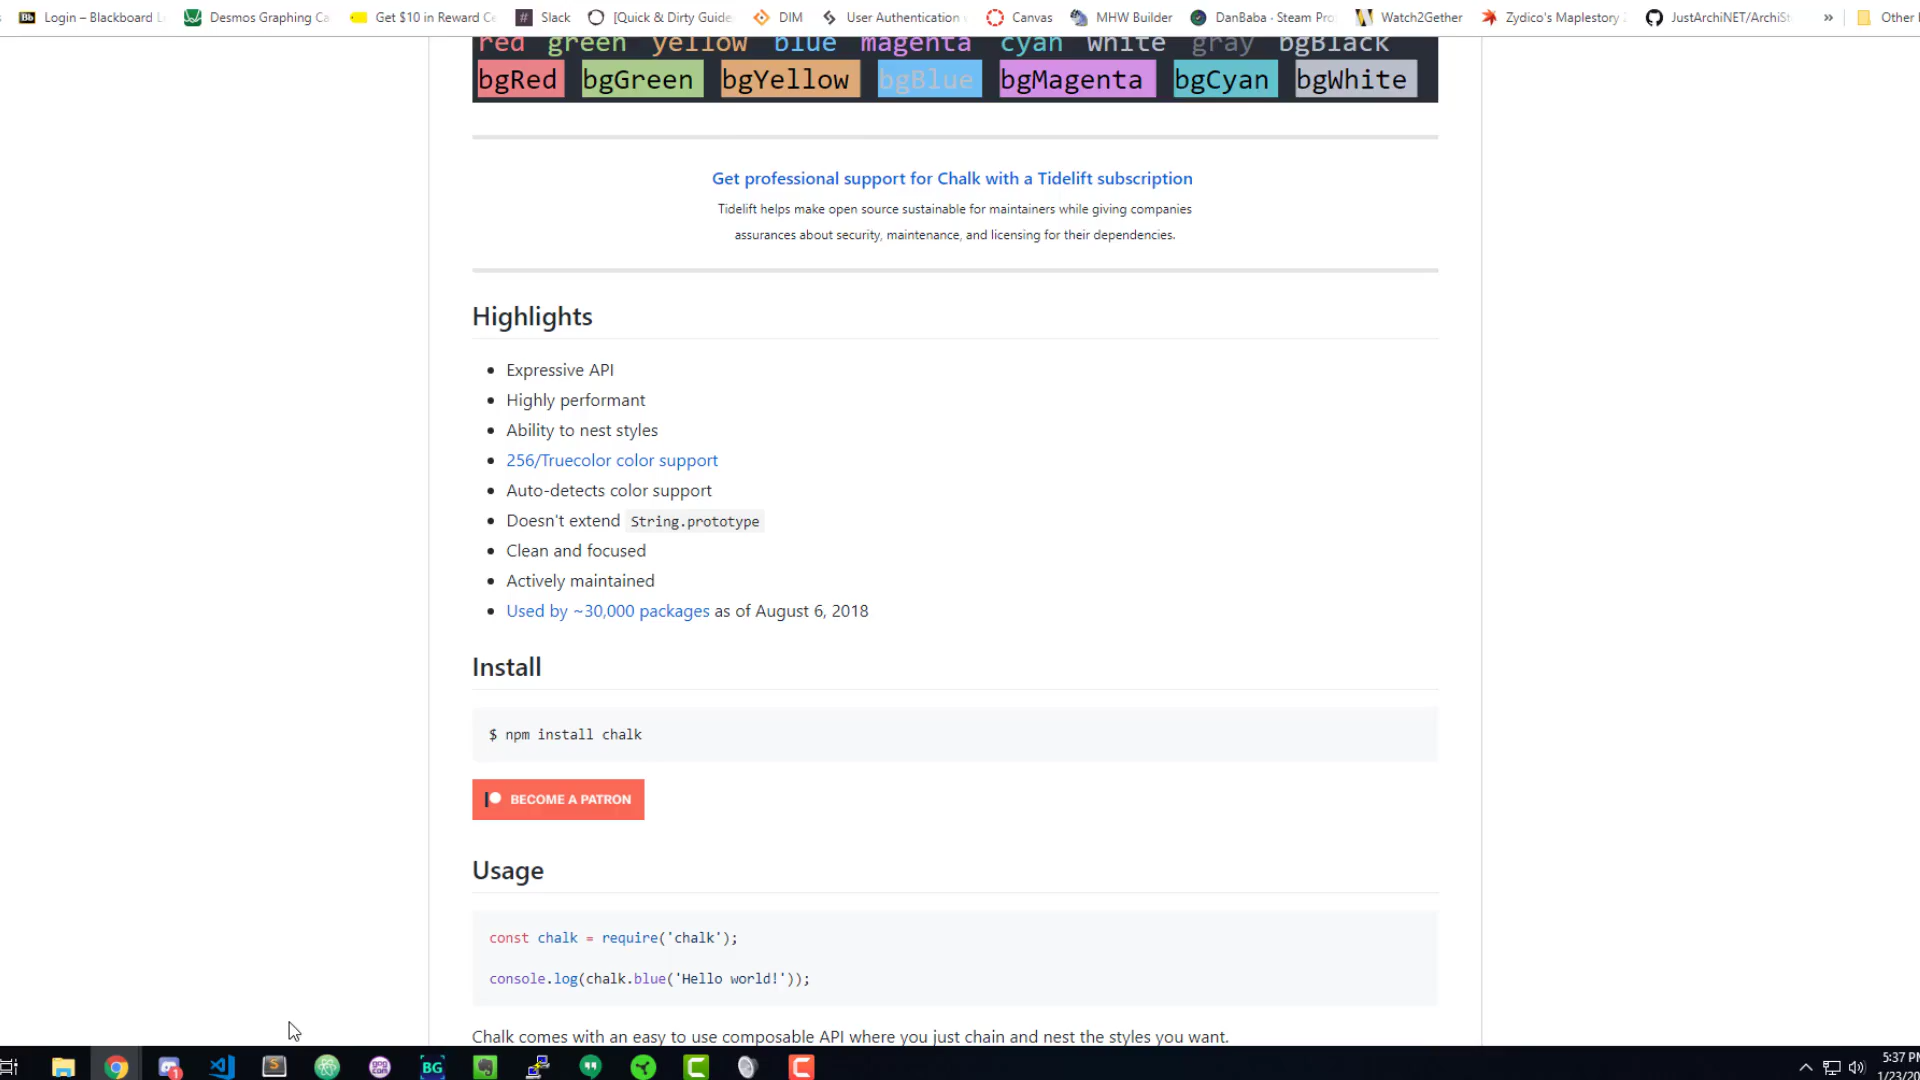 Login – Blackboard L
Desmos Graphing Ca
Get $10 in Reward Ce
Slack
[Quick & Dirty Guide
DIM
User Authentication
Canvas
MHW Builder
DanBaba · Steam Pro
Watch2Gether
Zydico's Maplestory
JustArchiNET/ArchiSt
»
Other
red green yellow blue magenta cyan white gray bgBlack
bgRed bgGreen bgYellow bgBlue bgMagenta bgCyan bgWhite
Get professional support for Chalk with a Tidelift subscription
Tidelift helps make open source sustainable for maintainers while giving companies
assurances about security, maintenance, and licensing for their dependencies.
Highlights
• Expressive API
• Highly performant
• Ability to nest styles
• 256/Truecolor color support
• Auto-detects color support
• Doesn't extend String.prototype
• Clean and focused
• Actively maintained
• Used by ~30,000 packages as of August 6, 2018
Install
$ npm install chalk
BECOME A PATRON
Usage
const chalk = require('chalk');
console.log(chalk.blue('Hello world!'));
Chalk comes with an easy to use composable API where you just chain and nest the styles you want.
BG
5:37 PM
1/23/20